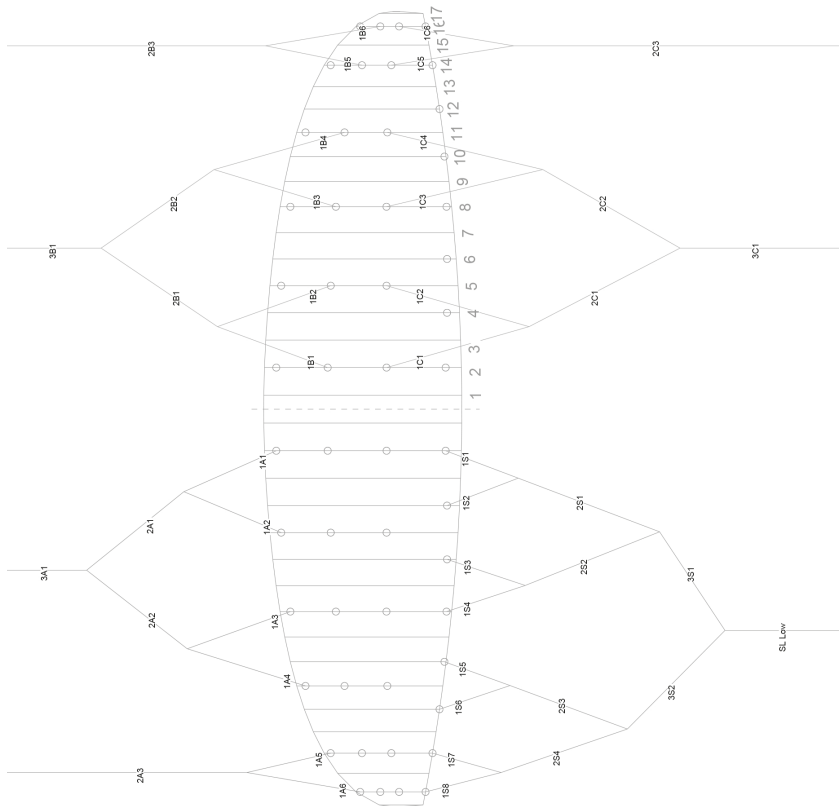 17
1B6
1C6
16
2B3
2C3
15
1B5
1C5
14
13
12
1B4
1C4
11
10
9
2B2
1B3
1C3
2C2
8
7
3B1
3C1
6
2B1
1B2
1C2
2C1
5
4
3
1B1
1C1
2
1
1A1
1S1
2A1
1S2
2S1
1A2
1S3
2S2
3A1
3S1
2A2
1A3
1S4
SL Low
1A4
1S5
1S6
2S3
3S2
1A5
1S7
2S4
2A3
1A6
1S8